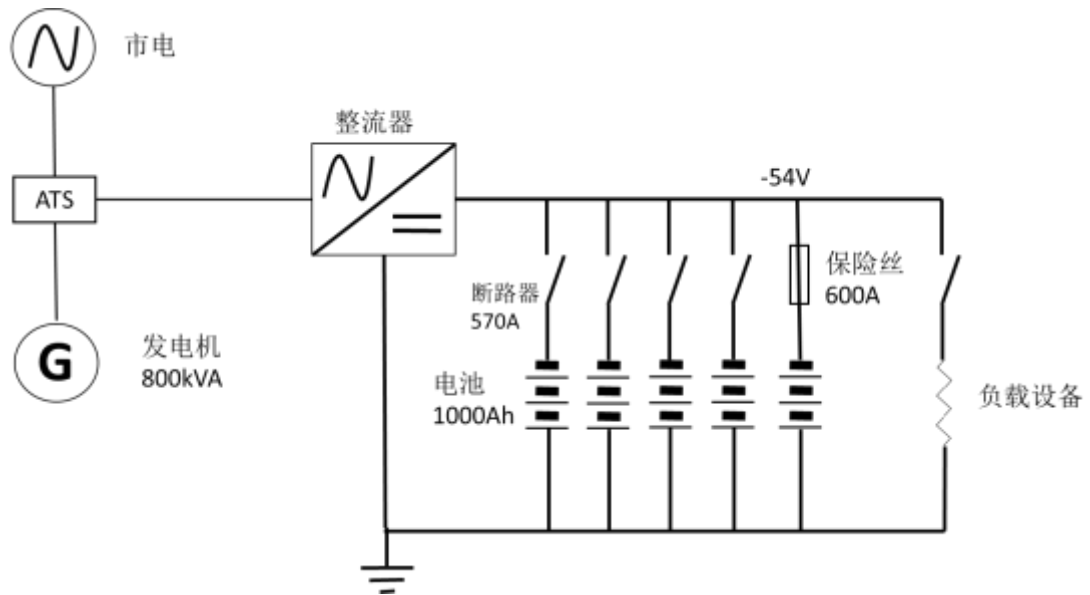 市电
整流器
-54V
ATS
保险丝
600A
断路器
570A
发电机
800kVA
G
电池
1000Ah
负载设备